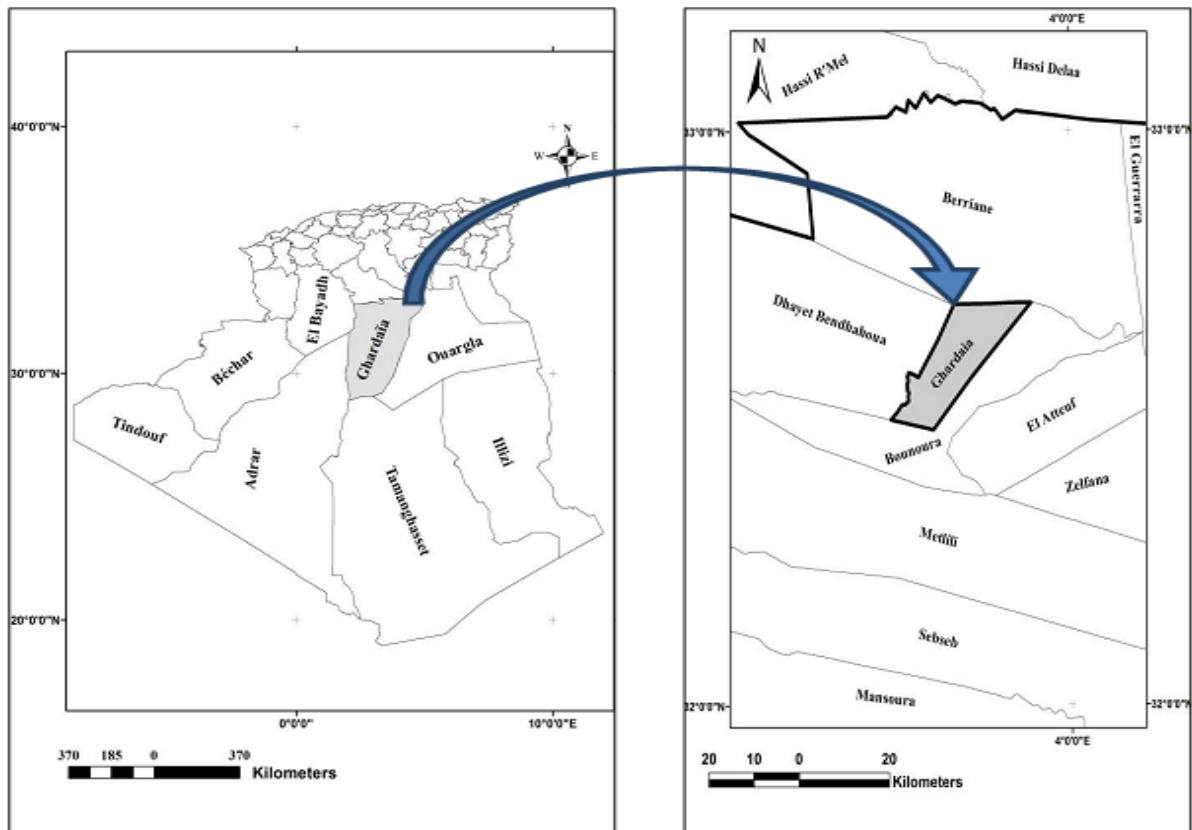 40°0'0"N
30°0'0"N
20°0'0"N
0°0'0"
10°0'0"E
N
W
E
El Bayadh
Ghardaïa
Ouargla
Béchar
Tindouf
Adrar
Tamanghasset
Illizi
370 185 0 370
Kilometers
4°0'0"E
N
Hassi R'Mel
Hassi Delaa
33°0'0"N
33°0'0"N
El Guerrarra
Berriane
Dhayet Bendhahoua
Ghardaia
El Atteuf
Bounoura
Zelfana
Metlili
Sebseb
Mansoura
32°0'0"N
32°0'0"N
4°0'0"E
20 10 0 20
Kilometers